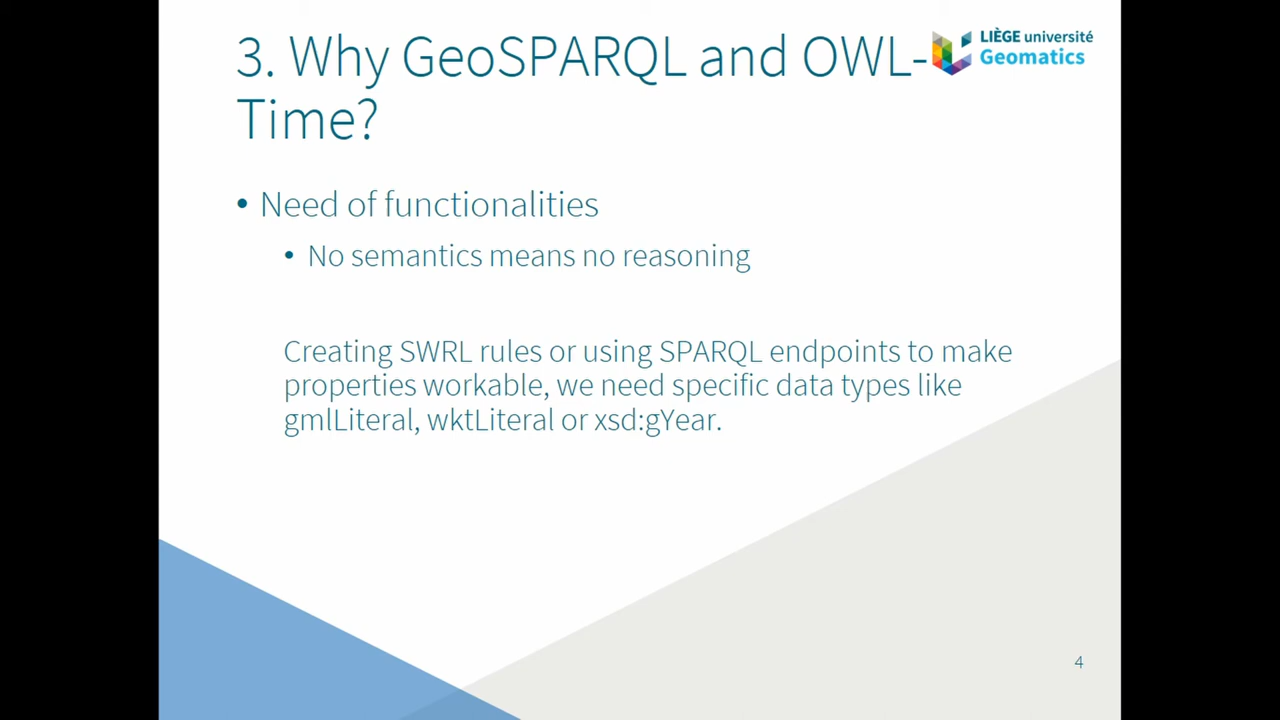 3. Why GeoSPARQL and OWL-
Time?
LIÈGE université
Geomatics
• Need of functionalities
• No semantics means no reasoning
Creating SWRL rules or using SPARQL endpoints to make
properties workable, we need specific data types like
gmlLiteral, wktLiteral or xsd:gYear.
4